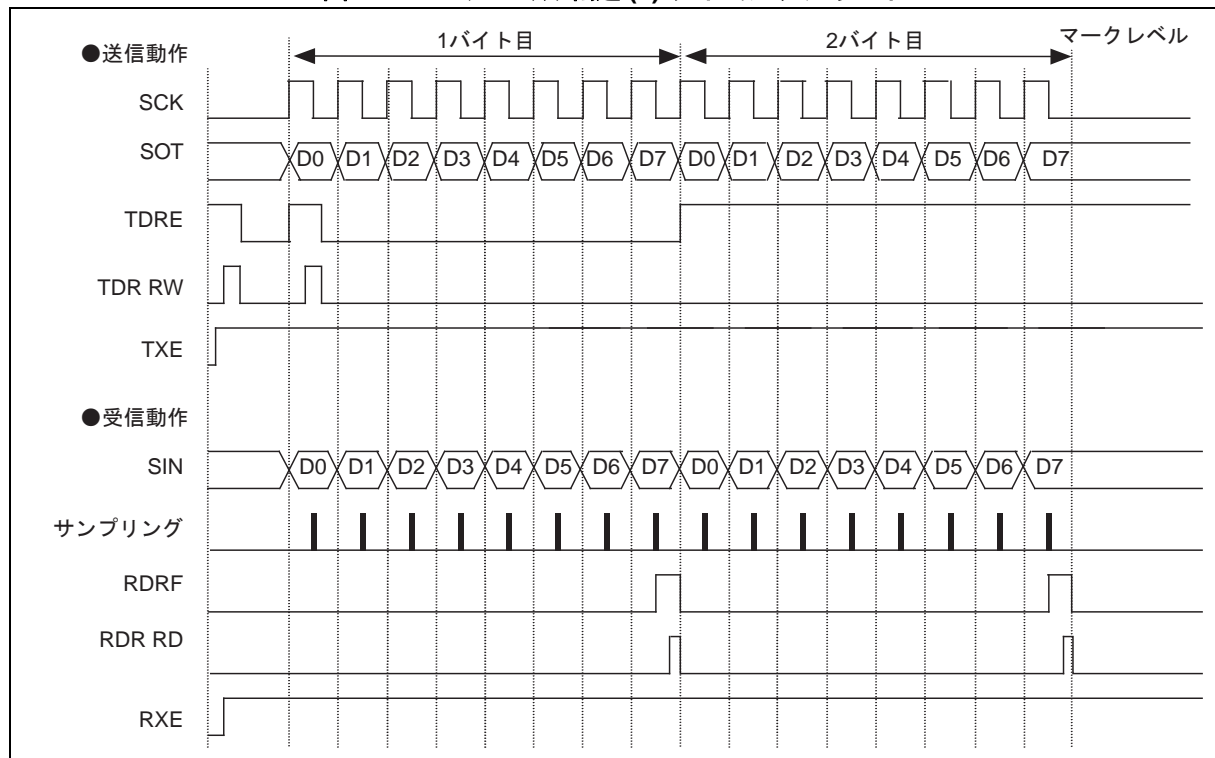 1バイト目 2バイト目 マークレベル
●送信動作
SCK
SOT D0 D1 D2 D3 D4 D5 D6 D7 D0 D1 D2 D3 D4 D5 D6 D7
TDRE
TDR RW
TXE
●受信動作
SIN D0 D1 D2 D3 D4 D5 D6 D7 D0 D1 D2 D3 D4 D5 D6 D7
サンプリング
RDRF
RDR RD
RXE